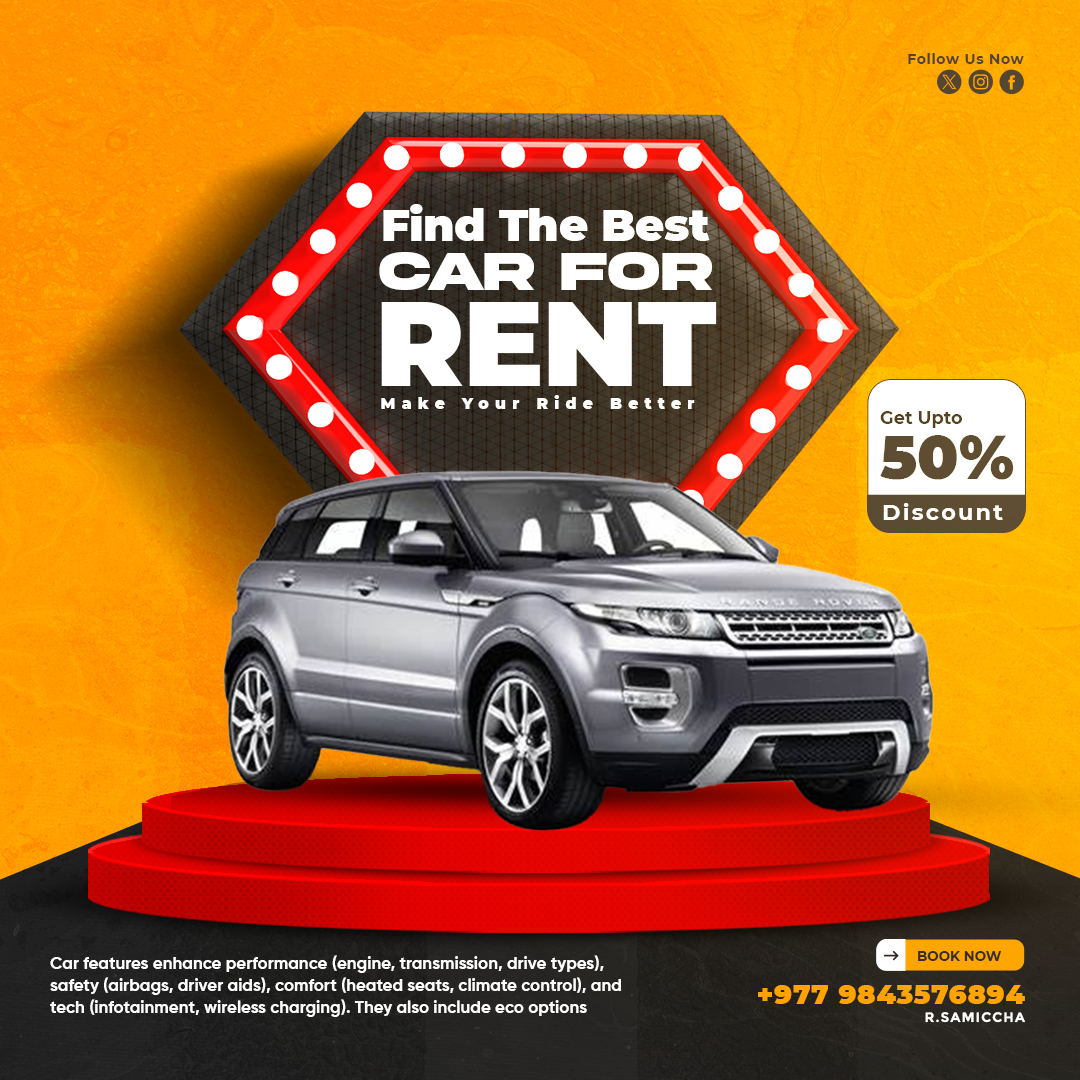 Follow Us Now
Find The Best
CAR FOR
RENT
Make Your Ride Better
Get Upto
50%
Discount
RANGE ROVER
BOOK NOW
Car features enhance performance (engine, transmission, drive types),
safety (airbags, driver aids), comfort (heated seats, climate control), and
tech (infotainment, wireless charging). They also include eco options
+977 9843576894
R.SAMICCHA